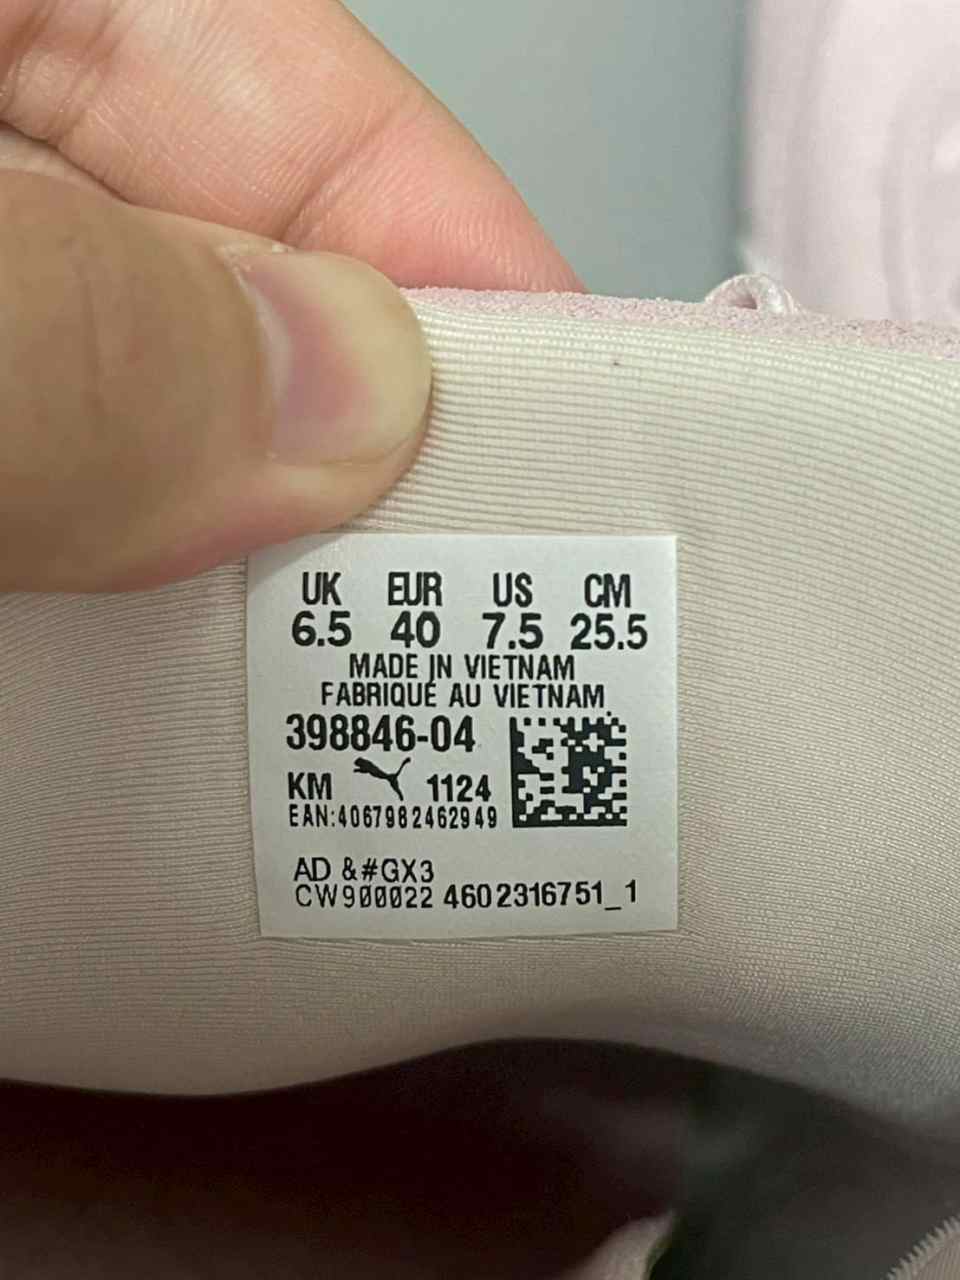 UK EUR US CM
6.5 40 7.5 25.5
MADE IN VIETNAM
FABRIQUÉ AU VIETNAM
398846-04
KM 1124
EAN:4067982462949
AD &#GX3
CW900022 4602316751_1